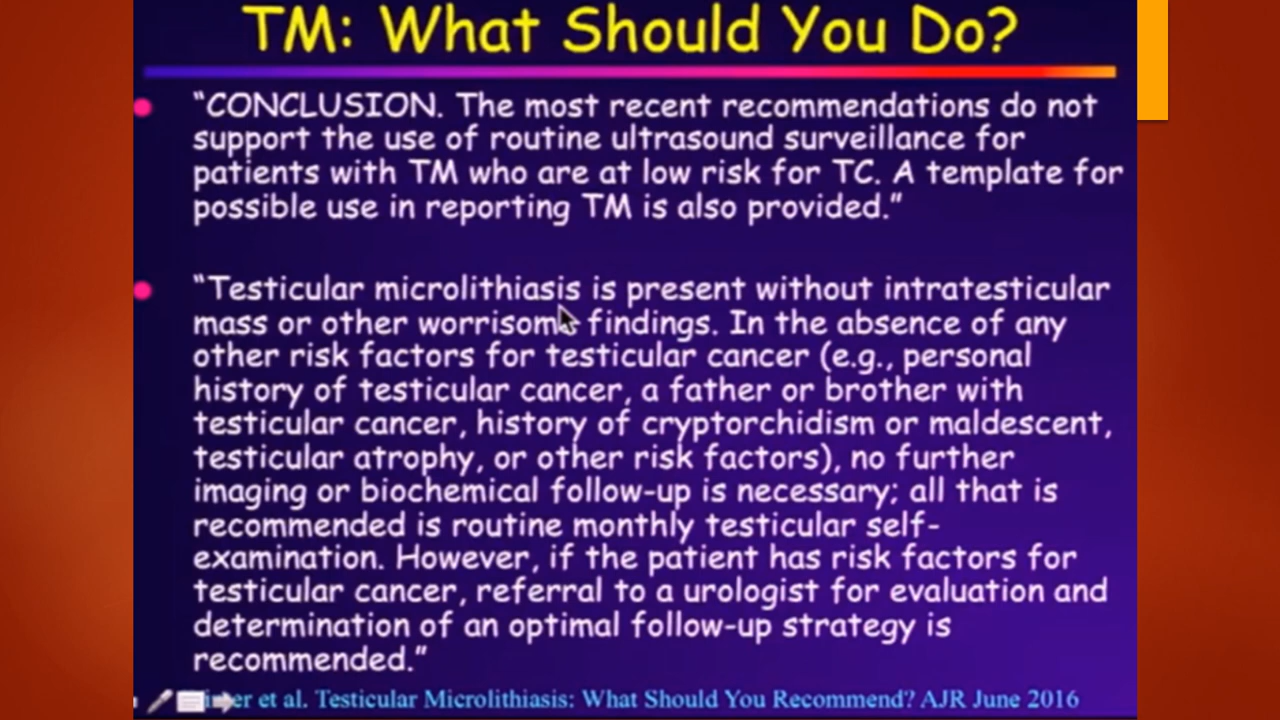 TM: What Should You Do?
“CONCLUSION. The most recent recommendations do not
support the use of routine ultrasound surveillance for
patients with TM who are at low risk for TC. A template for
possible use in reporting TM is also provided.”
“Testicular microlithiasis is present without intratesticular
mass or other worrisome findings. In the absence of any
other risk factors for testicular cancer (e.g., personal
history of testicular cancer, a father or brother with
testicular cancer, history of cryptorchidism or maldescent,
testicular atrophy, or other risk factors), no further
imaging or biochemical follow-up is necessary; all that is
recommended is routine monthly testicular self-
examination. However, if the patient has risk factors for
testicular cancer, referral to a urologist for evaluation and
determination of an optimal follow-up strategy is
recommended.”
et al. Testicular Microlithiasis: What Should You Recommend? AJR June 2016